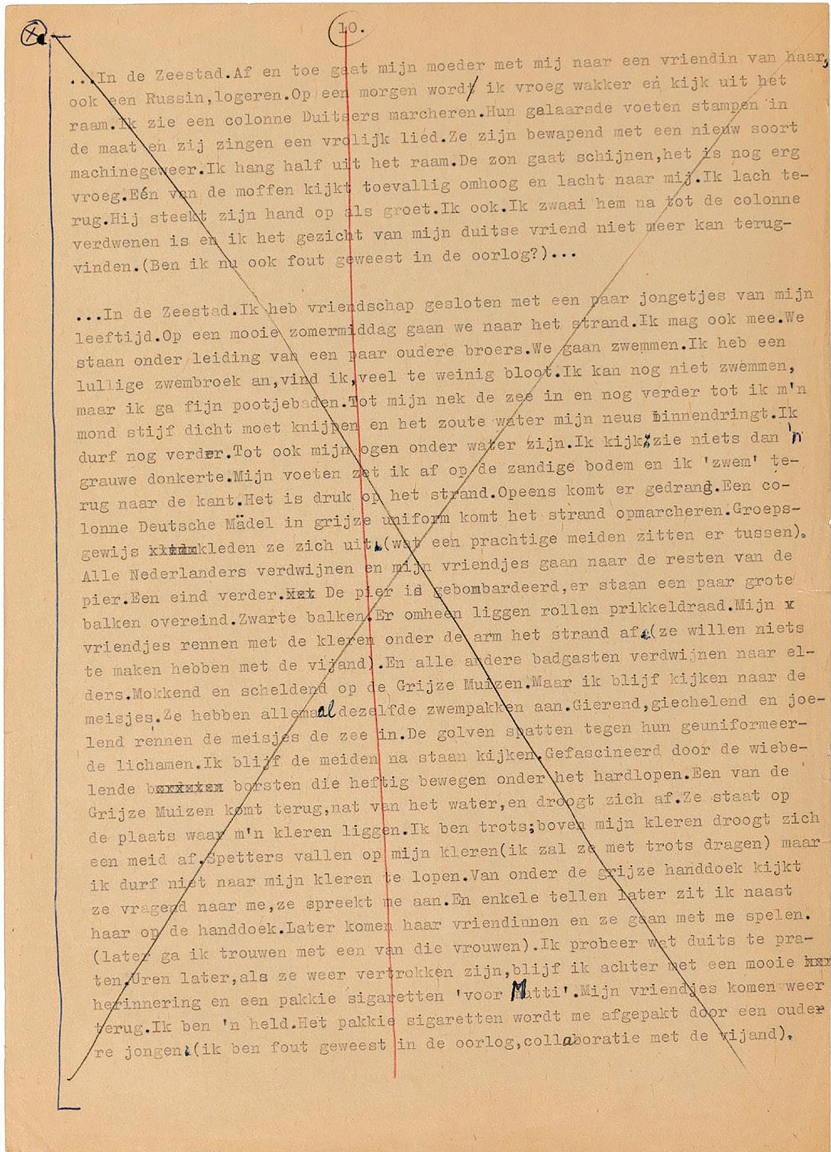 10.
...In de Zeestad.Af en toe gaat mijn moeder met mij naar een vriendin van haar,
ook een Russin,logeren.Op een morgen word ik vroeg wakker en kijk uit het
raam.Ik zie een colonne Duitsers marcheren.Hun galaarsde voeten stampen in
de maat en zij zingen een vrolijk lied.Ze zijn bewapend met een nieuw soort
machinegeweer.Ik hang half uit het raam.De zon gaat schijnen,het is nog erg
vroeg.Eén van de moffen kijkt toevallig omhoog en lacht naar mij.Ik lach te-
rug.Hij steekt zijn hand op als groet.Ik ook.Ik zwaai hem na tot de colonne
verdwenen is en ik het gezicht van mijn duitse vriend niet meer kan terug-
vinden.(Ben ik nu ook fout geweest in de oorlog?)...
...In de Zeestad.Ik heb vriendschap gesloten met een paar jongetjes van mijn
leeftijd.Op een mooie zomermiddag gaan we naar het strand.Ik mag ook mee.We
staan onder leiding van een paar oudere broers.We gaan zwemmen.Ik heb een
lullige zwembroek an,vind ik,veel te weinig bloot.Ik kan nog niet zwemmen,
maar ik ga fijn pootjebaden.Tot mijn nek de zee in en nog verder tot ik m'n
mond stijf dicht moet knijpen en het zoute water mijn neus binnendringt.Ik
durf nog verder.Tot ook mijn ogen onder water zijn.Ik kijk;zie niets dan 'n
grauwe donkerte.Mijn voeten zet ik af op de zandige bodem en ik 'zwem' te-
rug naar de kant.Het is druk op het strand.Opeens komt er gedrang.Een co-
lonne Deutsche Mädel in grijze uniform komt het strand opmarcheren.Groeps-
gewijs kleden ze zich uit.(wat een prachtige meiden zitten er tussen).
Alle Nederlanders verdwijnen en mijn vriendjes gaan naar de resten van de
pier.Een eind verder. De pier is gebombardeerd,er staan een paar grote
balken overeind.Zwarte balken.Er omheen liggen rollen prikkeldraad.Mijn
vriendjes rennen met de kleren onder de arm het strand af.(ze willen niets
te maken hebben met de vijand).En alle andere badgasten verdwijnen naar el-
ders.Mokkend en scheldend op de Grijze Muizen.Maar ik blijf kijken naar de
meisjes.Ze hebben allemaal dezelfde zwempakken aan.Gierend,giechelend en joe-
lend rennen de meisjes de zee in.De golven spatten tegen hun geuniformeer-
de lichamen.Ik blijf de meiden na staan kijken.Gefascineerd door de wiebe-
lende borsten die heftig bewegen onder het hardlopen.Een van de
Grijze Muizen komt terug,nat van het water,en droogt zich af.Ze staat op
de plaats waar m'n kleren liggen.Ik ben trots;boven mijn kleren droogt zich
een meid af.Spetters vallen op mijn kleren(ik zal ze met trots dragen) maar
ik durf niet naar mijn kleren te lopen.Van onder de grijze handdoek kijkt
ze vragend naar me,ze spreekt me aan.En enkele tellen later zit ik naast
haar op de handdoek.Later komen haar vriendinnen en ze gaan met me spelen.
(later ga ik trouwen met een van die vrouwen).Ik probeer wat duits te pra-
ten.Uren later,als ze weer vertrokken zijn,blijf ik achter met een mooie
herinnering en een pakkie sigaretten 'voor Mutti'.Mijn vriendjes komen weer
terug.Ik ben 'n held.Het pakkie sigaretten wordt me afgepakt door een oude
re jongen.(ik ben fout geweest in de oorlog,collaboratie met de vijand).